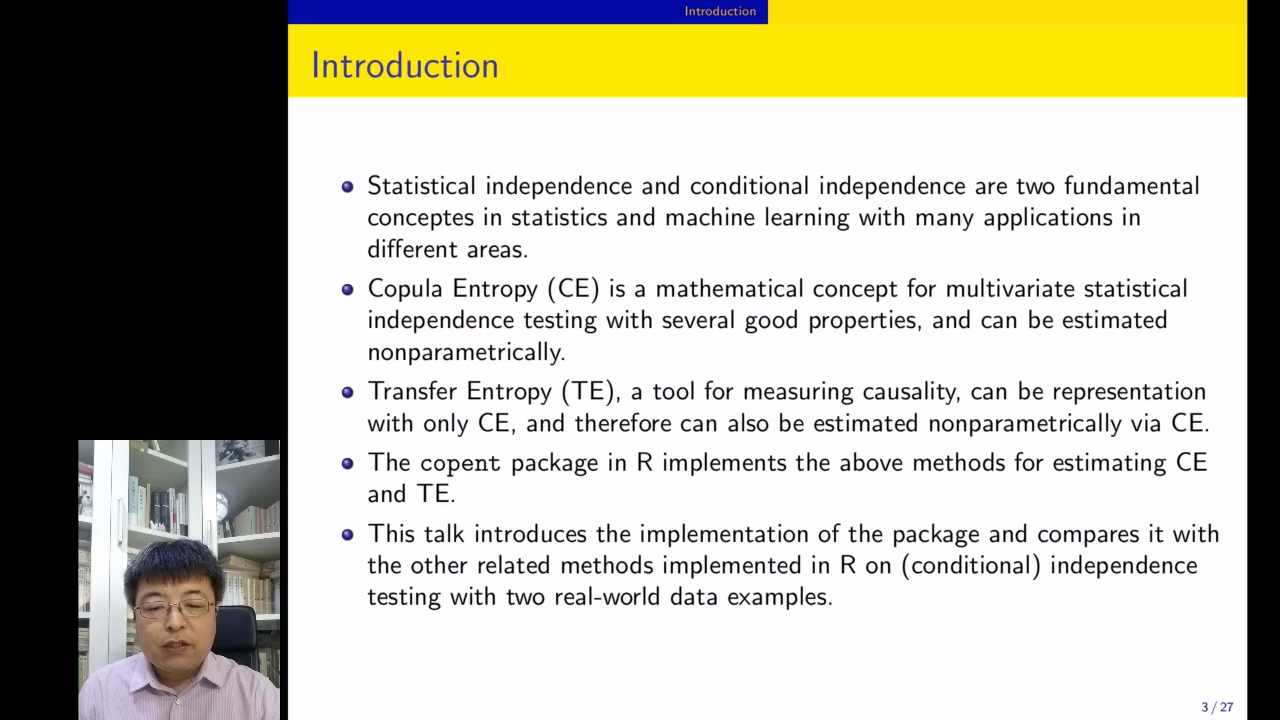 Introduction
Introduction
Statistical independence and conditional independence are two fundamental
conceptes in statistics and machine learning with many applications in
different areas.
Copula Entropy (CE) is a mathematical concept for multivariate statistical
independence testing with several good properties, and can be estimated
nonparametrically.
Transfer Entropy (TE), a tool for measuring causality, can be representation
with only CE, and therefore can also be estimated nonparametrically via CE.
The copent package in R implements the above methods for estimating CE
and TE.
This talk introduces the implementation of the package and compares it with
the other related methods implemented in R on (conditional) independence
testing with two real-world data examples.
3 / 27